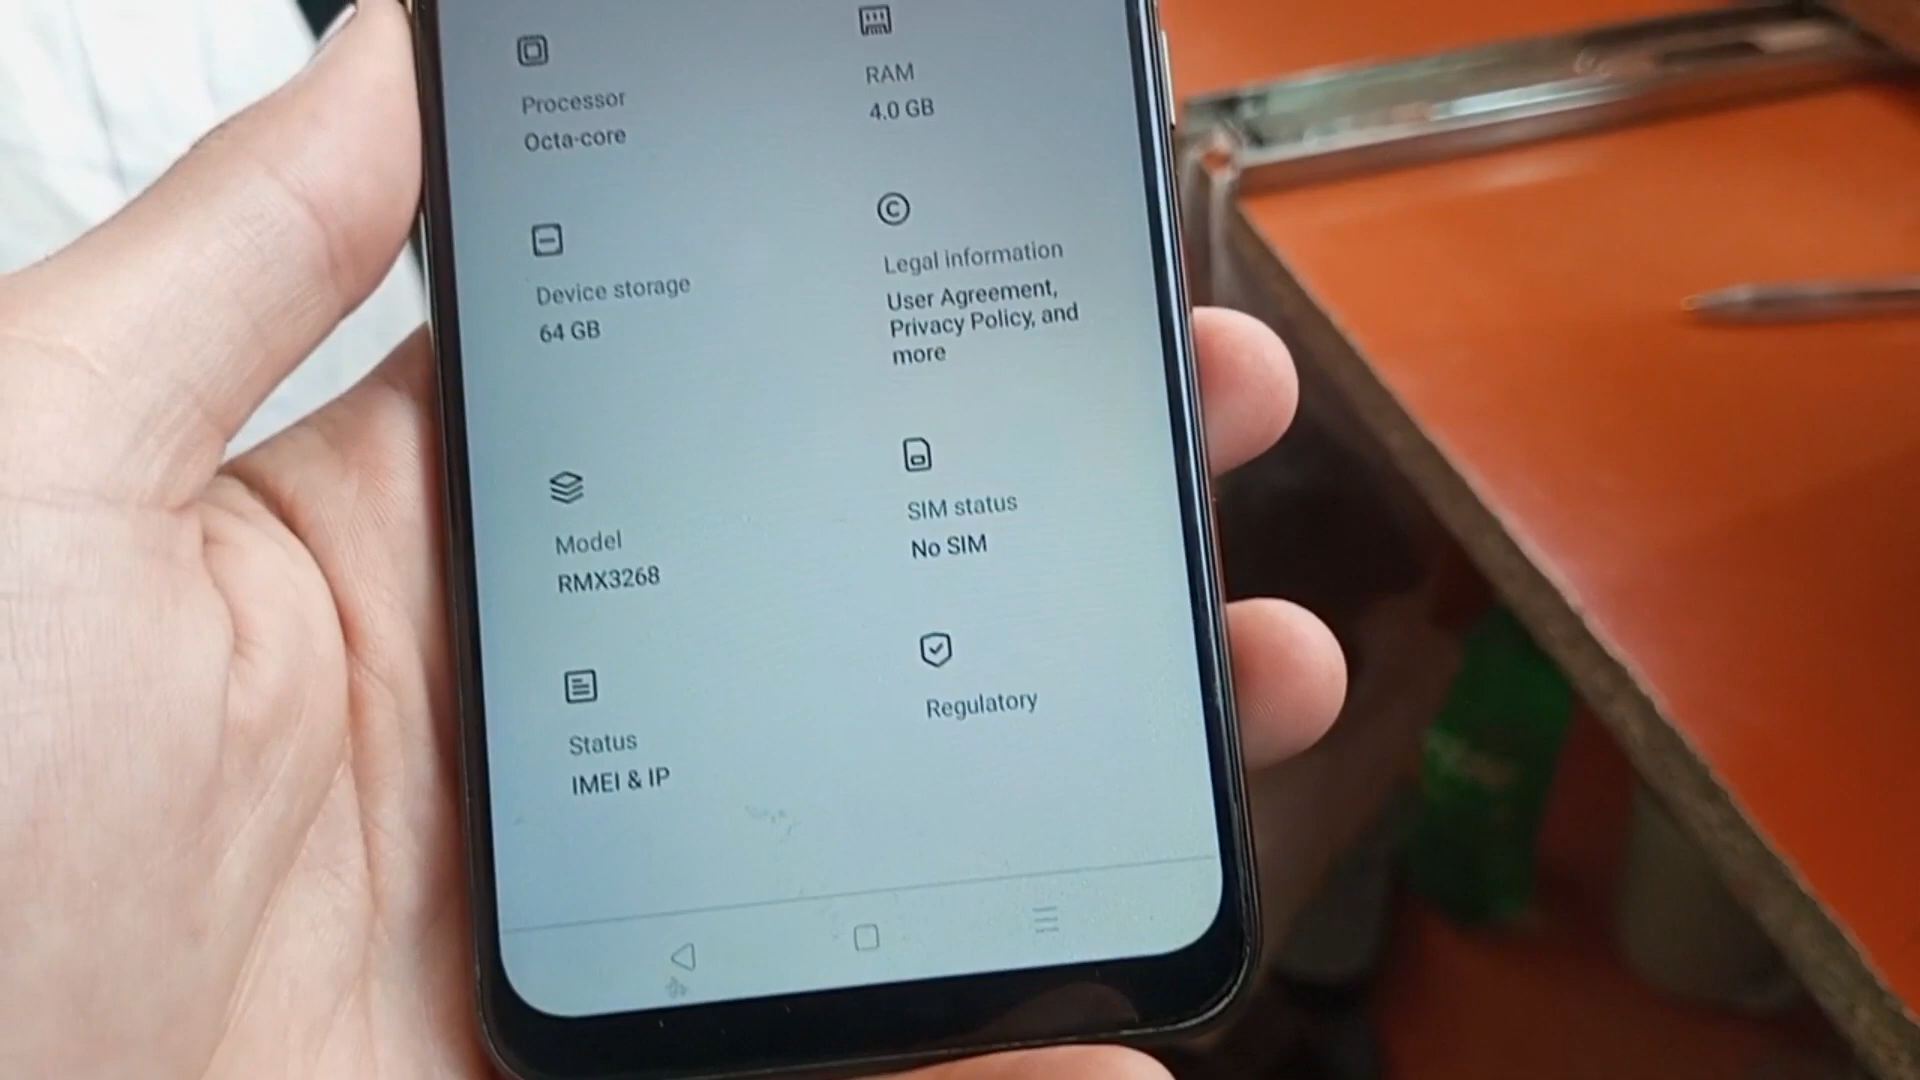 Processor
Octa-core
RAM
4.0 GB
Device storage
64 GB
Legal information
User Agreement,
Privacy Policy, and
more
Model
RMX3268
SIM status
No SIM
Status
IMEI & IP
Regulatory